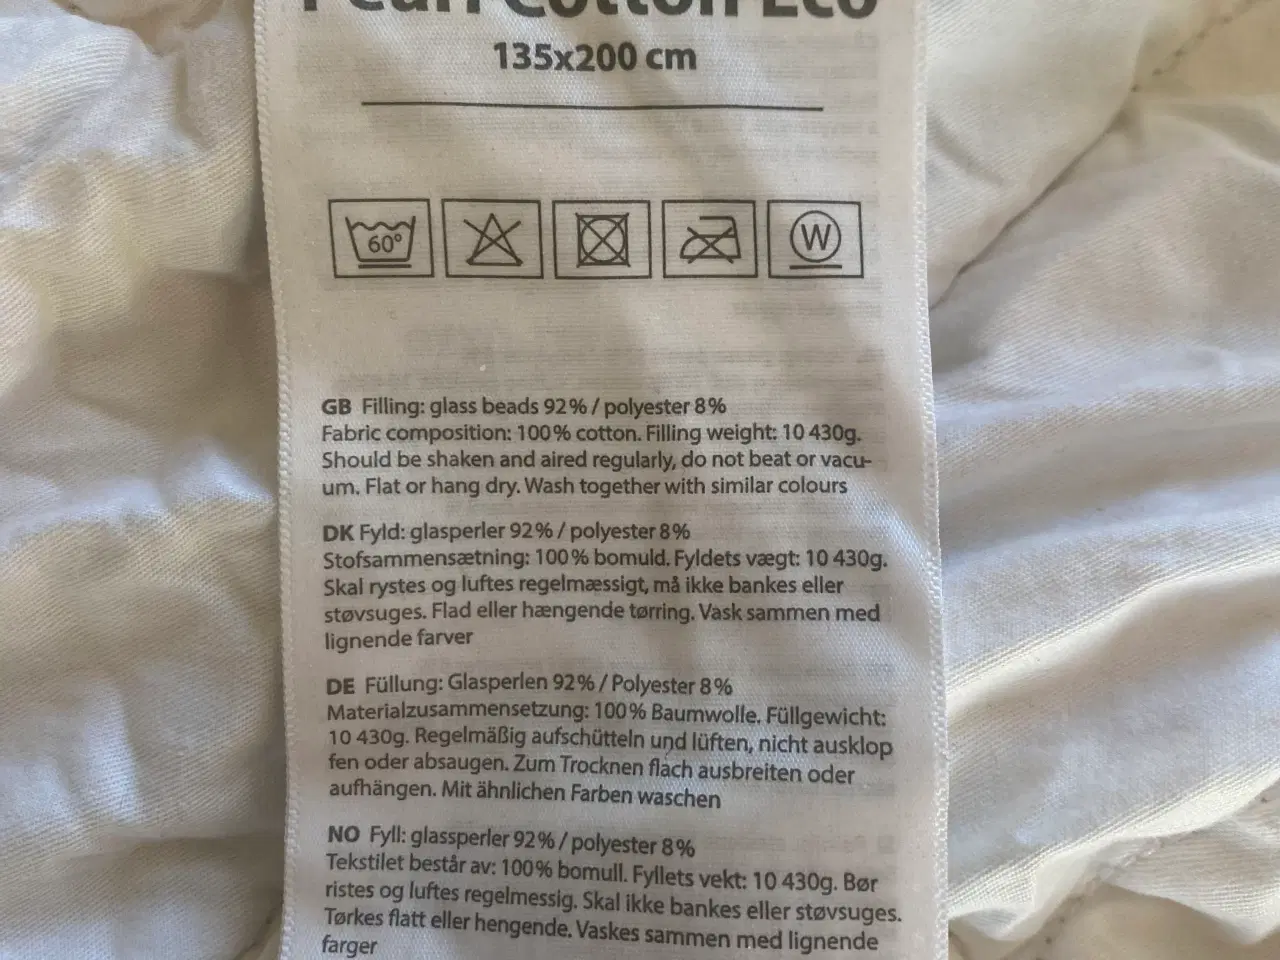 Pearl Cotton Eco
135x200 cm
60°
W
GB Filling: glass beads 92% / polyester 8%
Fabric composition: 100% cotton. Filling weight: 10 430g.
Should be shaken and aired regularly, do not beat or vacu-
um. Flat or hang dry. Wash together with similar colours
DK Fyld: glasperler 92% / polyester 8%
Stofsammensætning: 100% bomuld. Fyldets vægt: 10 430g.
Skal rystes og luftes regelmæssigt, må ikke bankes eller
støvsuges. Flad eller hængende tørring. Vask sammen med
lignende farver
DE Füllung: Glasperlen 92% / Polyester 8%
Materialzusammensetzung: 100% Baumwolle. Füllgewicht:
10 430g. Regelmäßig aufschütteln und lüften, nicht ausklop
fen oder absaugen. Zum Trocknen flach ausbreiten oder
aufhängen. Mit ähnlichen Farben waschen
NO Fyll: glassperler 92% / polyester 8%
Tekstilet består av: 100% bomull. Fyllets vekt: 10 430g. Bør
ristes og luftes regelmessig. Skal ikke bankes eller støvsuges.
Tørkes flatt eller hengende. Vaskes sammen med lignende
farger